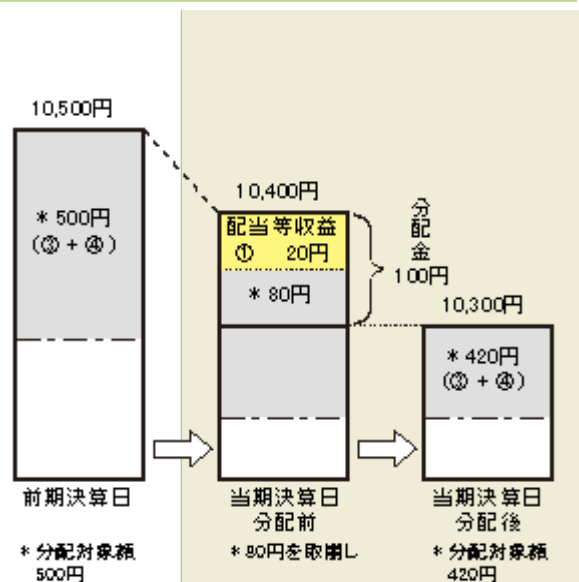 10,500円
* 500円
(③ + ④)
10,400円
配当等収益
① 20円
* 80円
分配金
100円
10,300円
* 420円
(③ + ④)
前期決算日
当期決算日
分配前
当期決算日
分配後
* 分配対象額
500円
* 80円を取崩し
* 分配対象額
420円